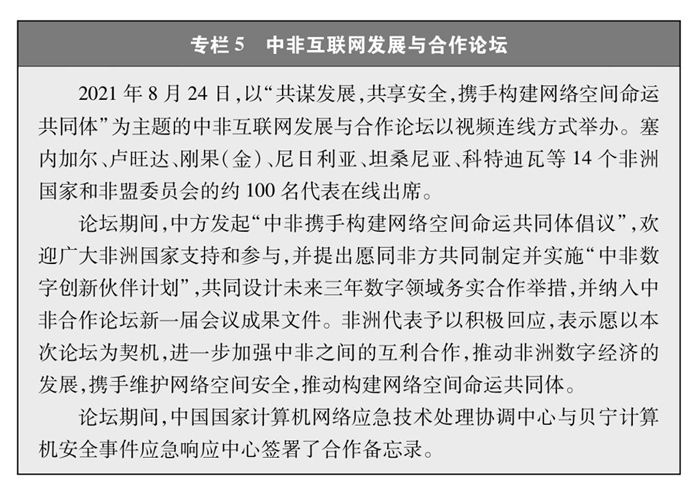 专栏 5 中非互联网发展与合作论坛
2021 年 8 月 24 日,以“共谋发展,共享安全,携手构建网络空间命运
共同体”为主题的中非互联网发展与合作论坛以视频连线方式举办。塞
内加尔、卢旺达、刚果(金)、尼日利亚、坦桑尼亚、科特迪瓦等 14 个非洲
国家和非盟委员会的约 100 名代表在线出席。
论坛期间,中方发起“中非携手构建网络空间命运共同体倡议”,欢
迎广大非洲国家支持和参与,并提出愿同非方共同制定并实施“中非数
字创新伙伴计划”,共同设计未来三年数字领域务实合作举措,并纳入中
非合作论坛新一届会议成果文件。非洲代表予以积极回应,表示愿以本
次论坛为契机,进一步加强中非之间的互利合作,推动非洲数字经济的
发展,携手维护网络空间安全,推动构建网络空间命运共同体。
论坛期间,中国国家计算机网络应急技术处理协调中心与贝宁计算
机安全事件应急响应中心签署了合作备忘录。